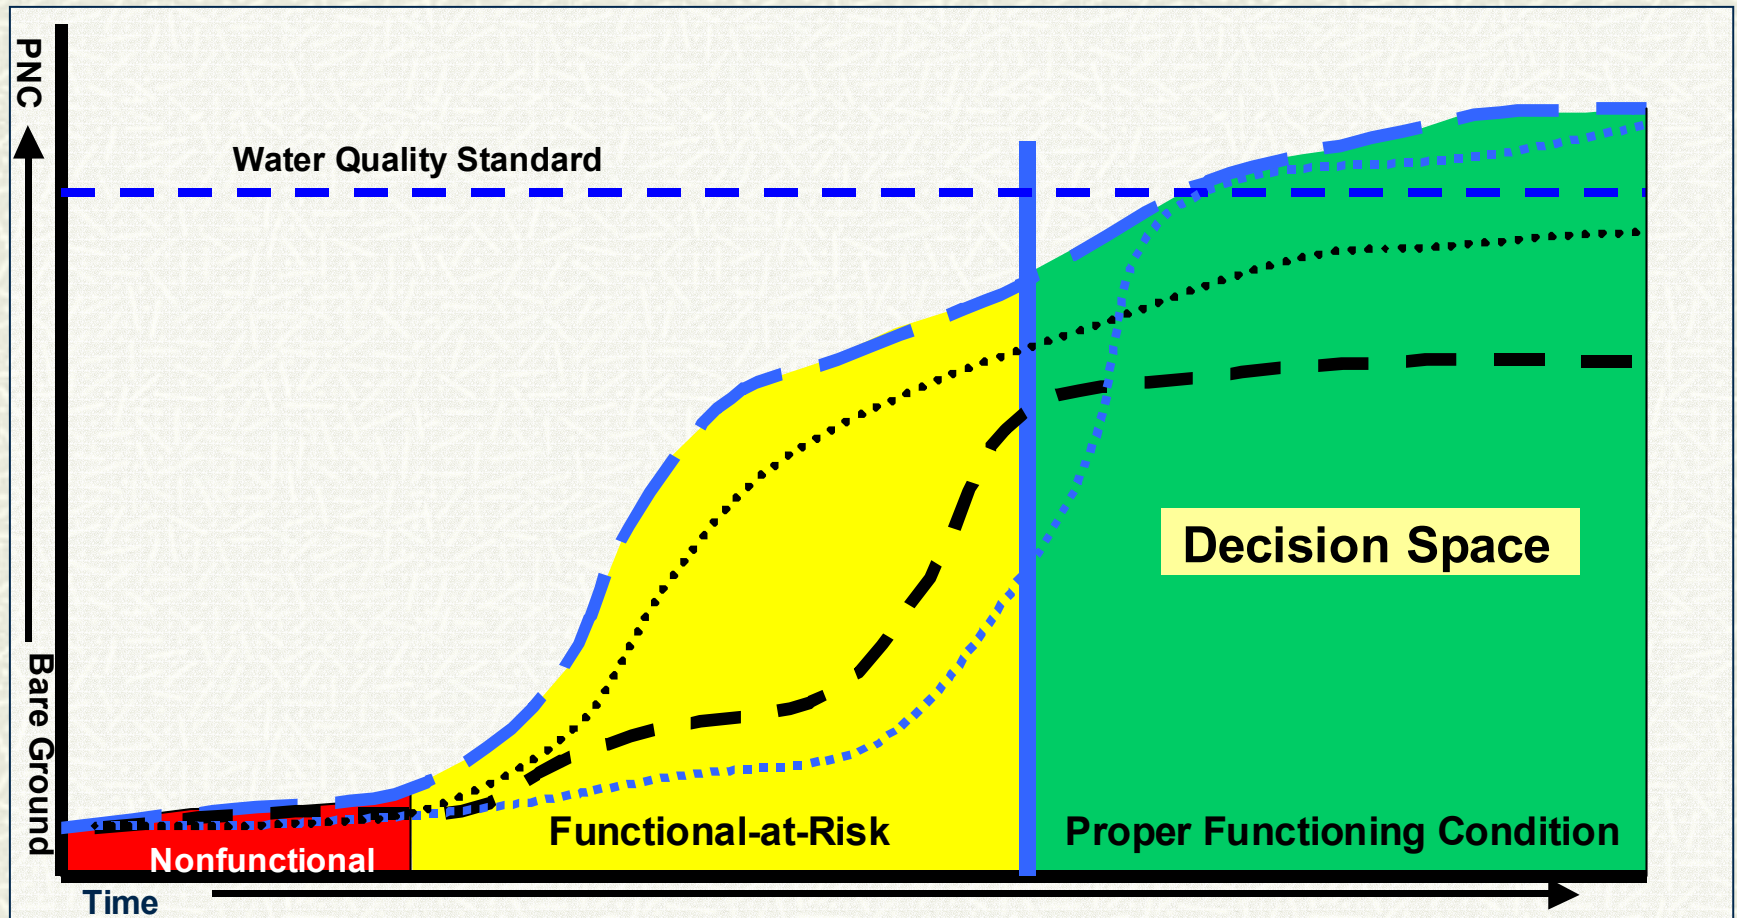 PNC
Water Quality Standard
Decision Space
Bare Ground
Functional-at-Risk
Proper Functioning Condition
Nonfunctional
Time